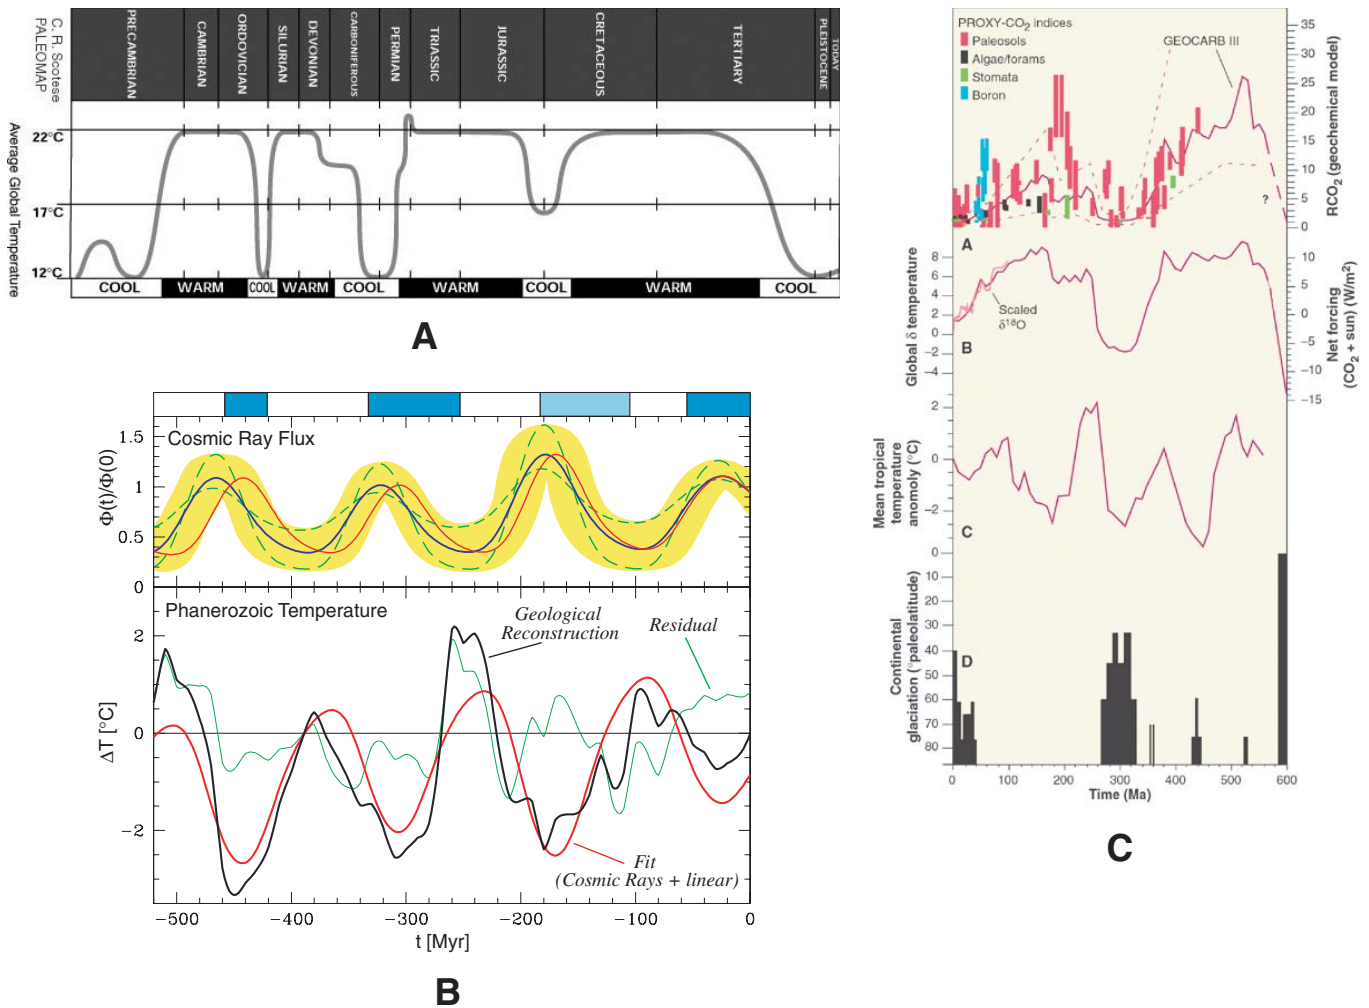 C. R. Scotese
PALEOMAP
PRECAMBRIAN
CAMBRIAN
ORDOVICIAN
SILURIAN
DEVONIAN
CARBONIFEROUS
PERMIAN
TRIASSIC
JURASSIC
CRETACEOUS
TERTIARY
PLEISTOCENE
TODAY
Average Global Temperature
22°C
17°C
12°C
COOL WARM COOL WARM COOL WARM COOL WARM COOL
A
Cosmic Ray Flux
Φ(t)/Φ(0)
1.5
1
0.5
0
Phanerozoic Temperature
Geological
Reconstruction
Residual
ΔT [°C]
2
0
−2
Fit
(Cosmic Rays + linear)
−500 −400 −300 −200 −100 0
t [Myr]
B
PROXY-CO2 indices
Paleosols
Algae/forams
Stomata
Boron
GEOCARB III
35
30
25
20
15
10
5
0
RCO2 (geochemical model)
?
A
Global δ temperature
8
6
4
2
0
−2
−4
Scaled
δ18O
B
10
5
0
−5
−10
−15
Net forcing
(CO2 + sun) (W/m2)
Mean tropical
temperature
anomoly (°C)
2
0
−2
C
Continental
glaciation (°paleolatitude)
0
10
20
30
40
50
60
70
80
D
0 100 200 300 400 500 600
Time (Ma)
C